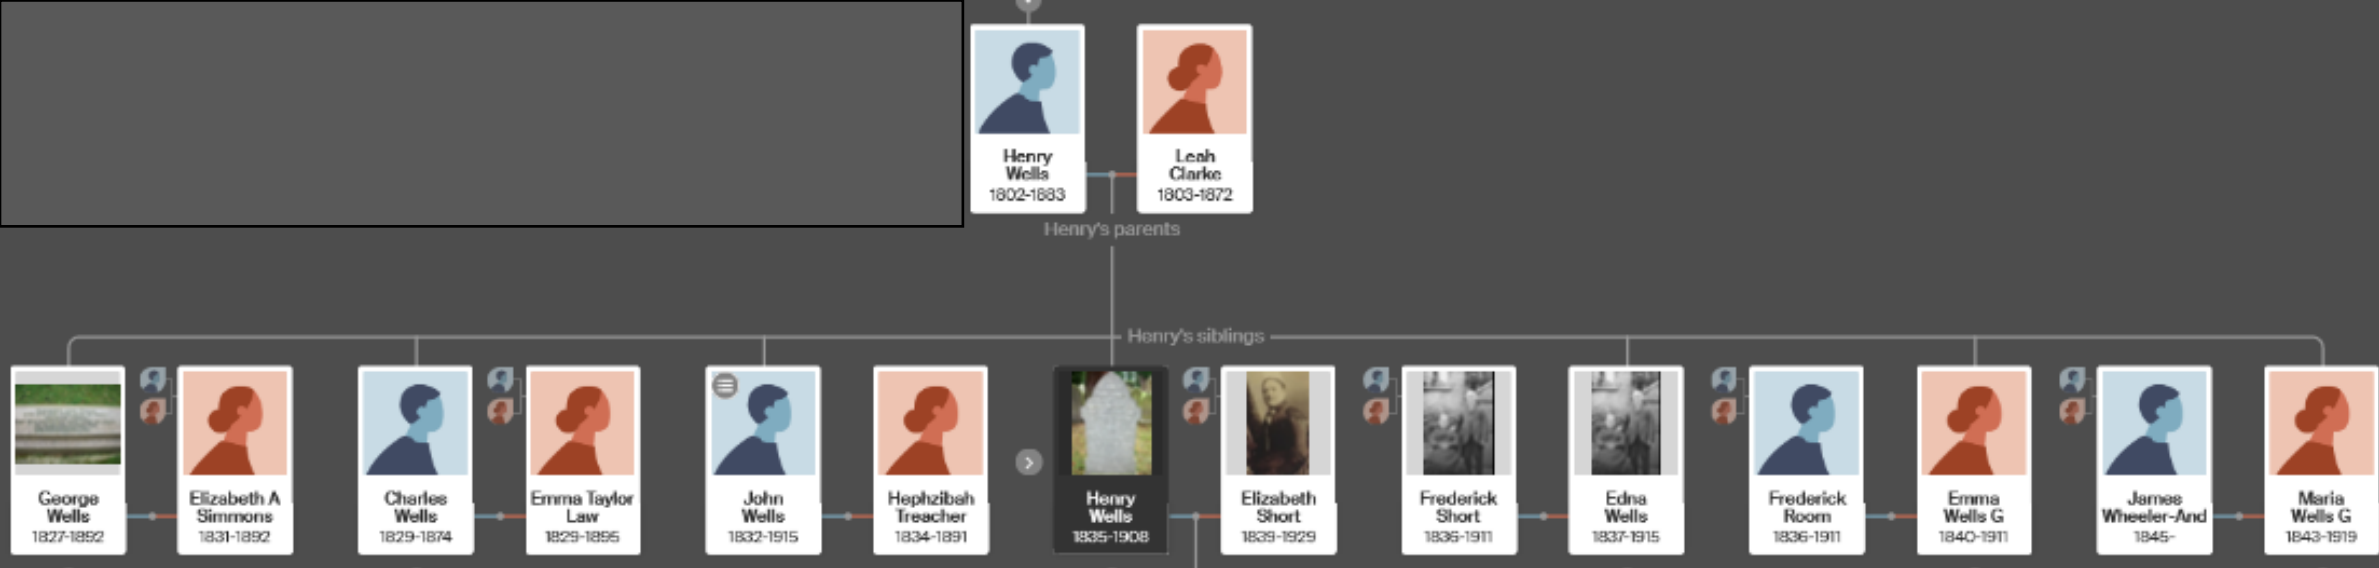 Henry
Wells
1802-1883
Leah
Clarke
1803-1872
Henry's parents
Henry's siblings
George
Wells
1827-1892
Elizabeth A
Simmons
1831-1892
Charles
Wells
1829-1874
Emma Taylor
Law
1829-1895
John
Wells
1832-1915
Hephzibah
Treacher
1834-1891
Henry
Wells
1835-1908
Elizabeth
Short
1839-1929
Frederick
Short
1836-1911
Edna
Wells
1837-1915
Frederick
Room
1836-1911
Emma
Wells G
1840-1911
James
Wheeler-And
1845-
Maria
Wells G
1843-1919